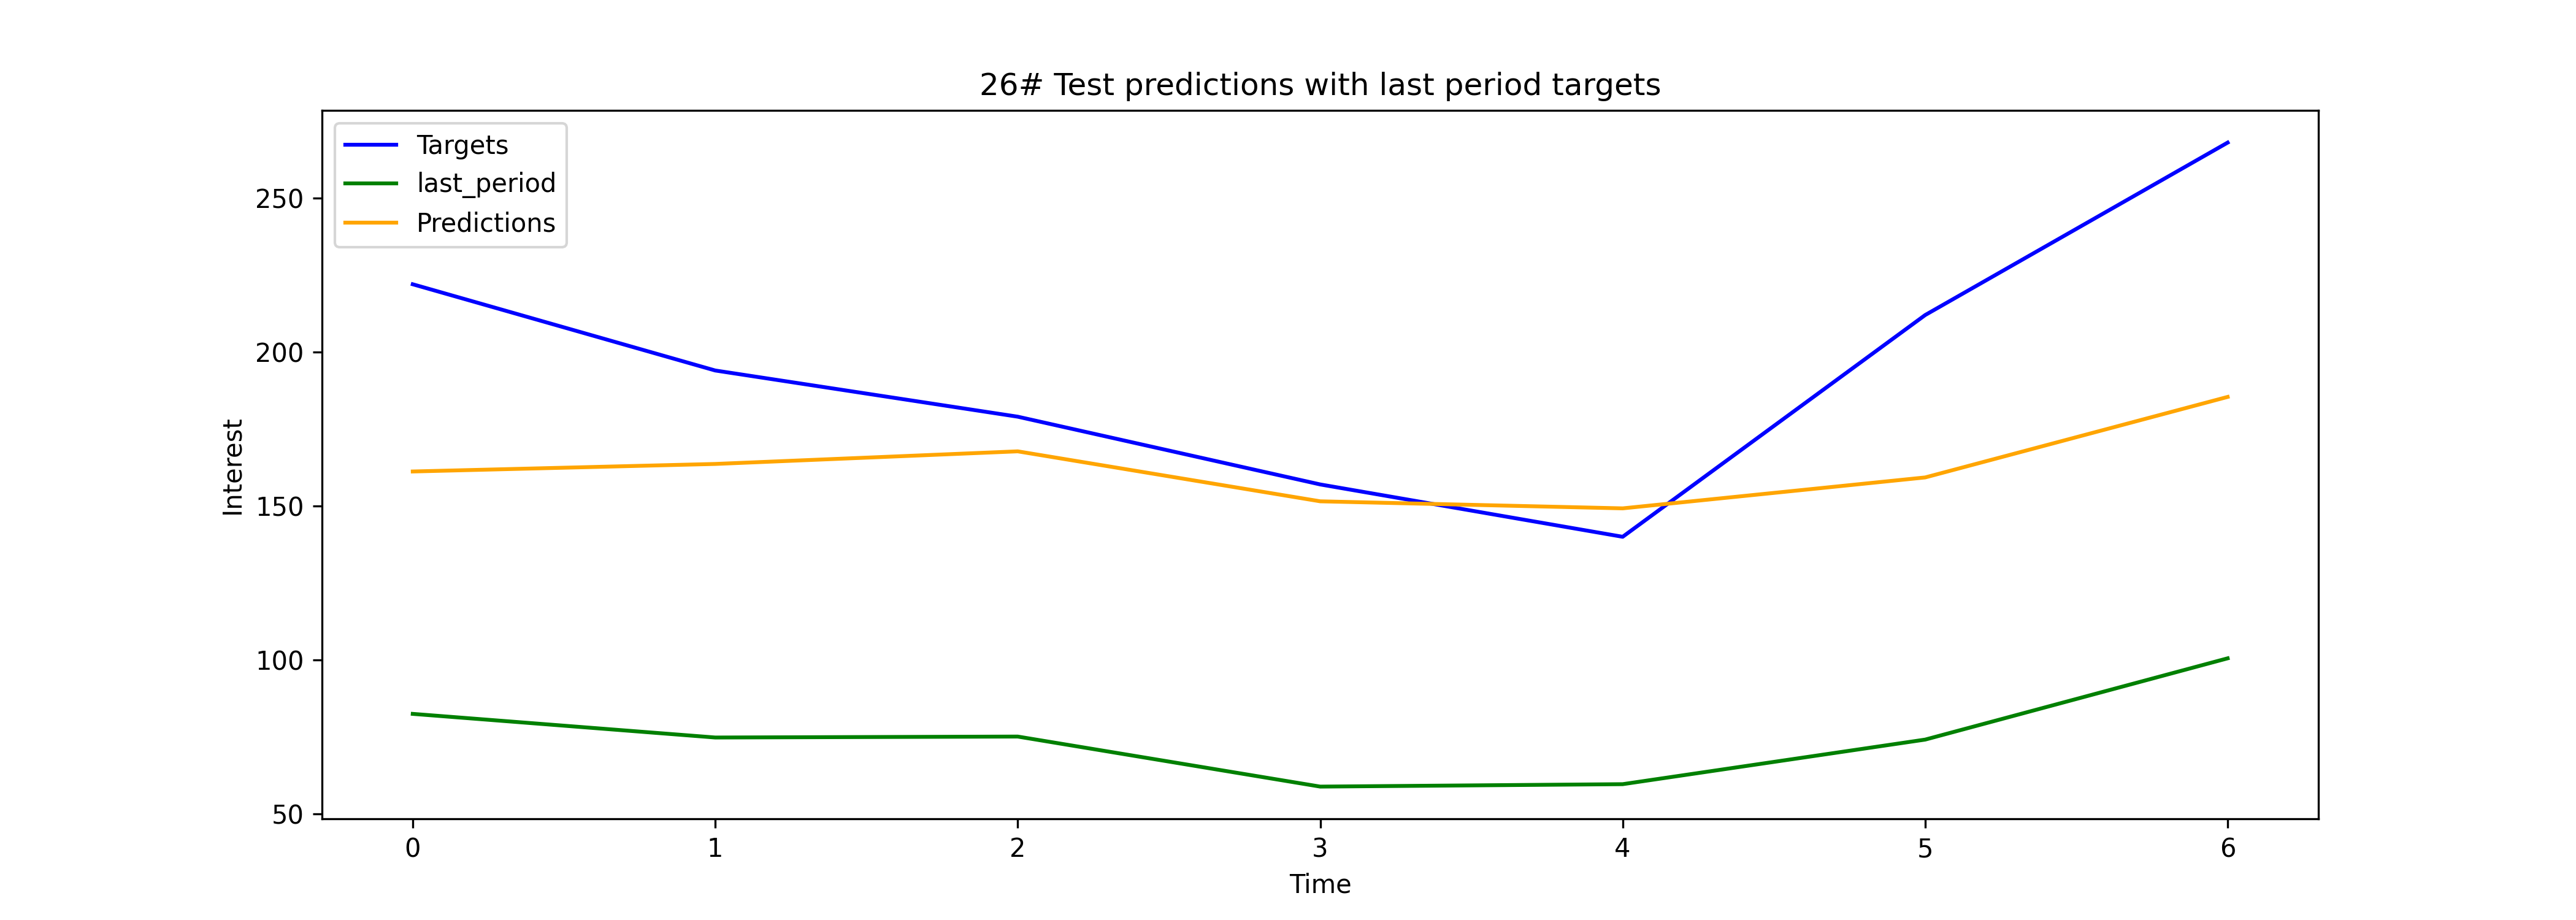 26# Test predictions with last period targets
Targets
last_period
Predictions
Interest
250
200
150
100
50
0 1 2 3 4 5 6
Time